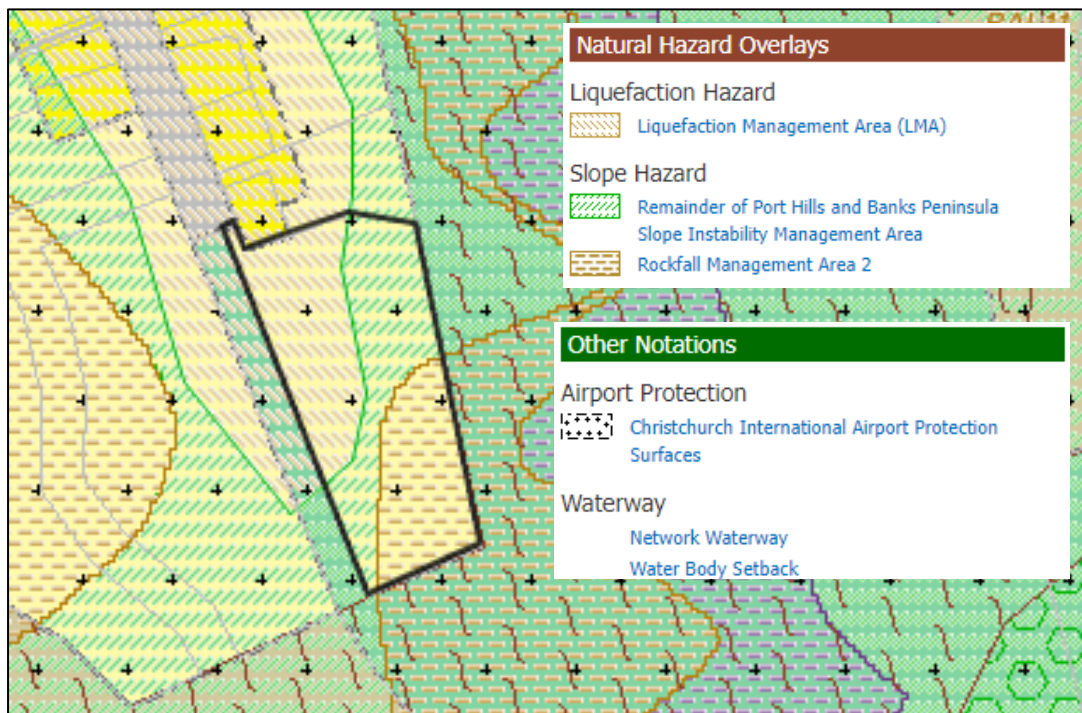 Natural Hazard Overlays
Liquefaction Hazard
Liquefaction Management Area (LMA)
Slope Hazard
Remainder of Port Hills and Banks Peninsula
Slope Instability Management Area
Rockfall Management Area 2
Other Notations
Airport Protection
Christchurch International Airport Protection
Surfaces
Waterway
Network Waterway
Water Body Setback